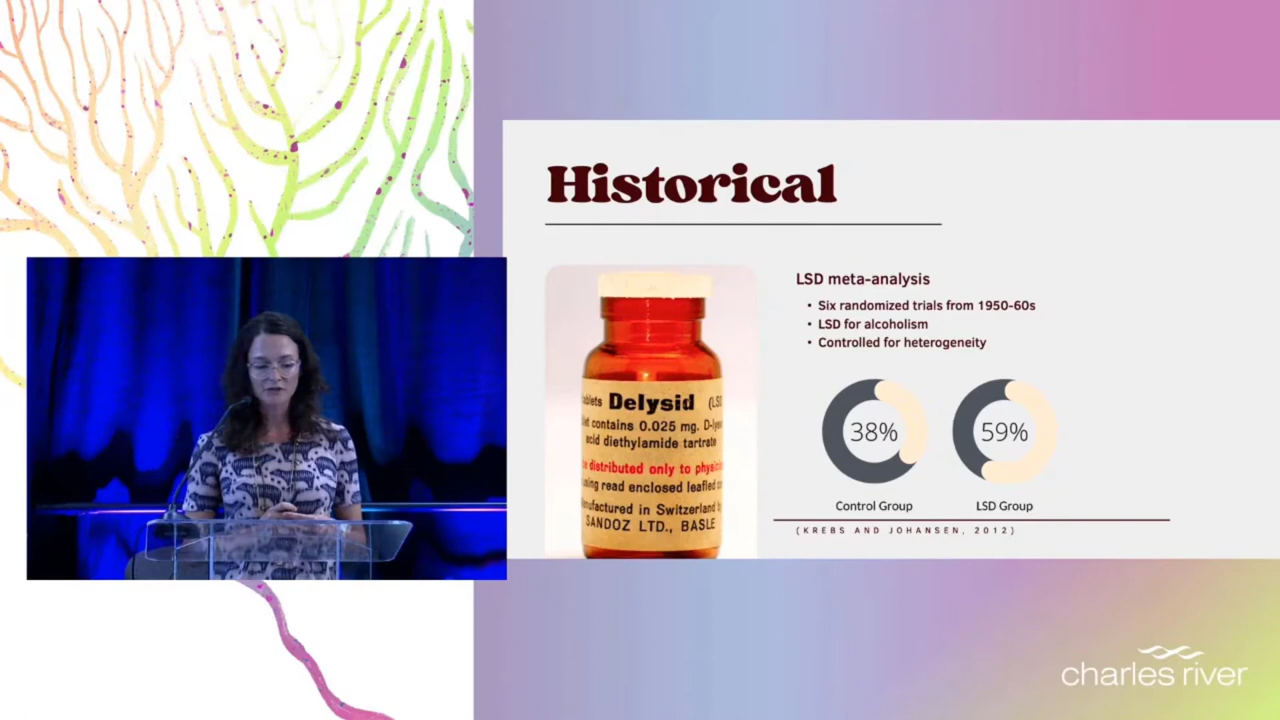 Historical
LSD meta-analysis
• Six randomized trials from 1950-60s
• LSD for alcoholism
• Controlled for heterogeneity
Delysid (LS
contains 0.025 mg. D-lys
acid diethylamide tartrate
distributed only to physici
read enclosed leaflet
in Switzerland
SANDOZ LTD., BASLE
38%
59%
Control Group
LSD Group
(KREBS AND JOHANSEN, 2012)
charles river